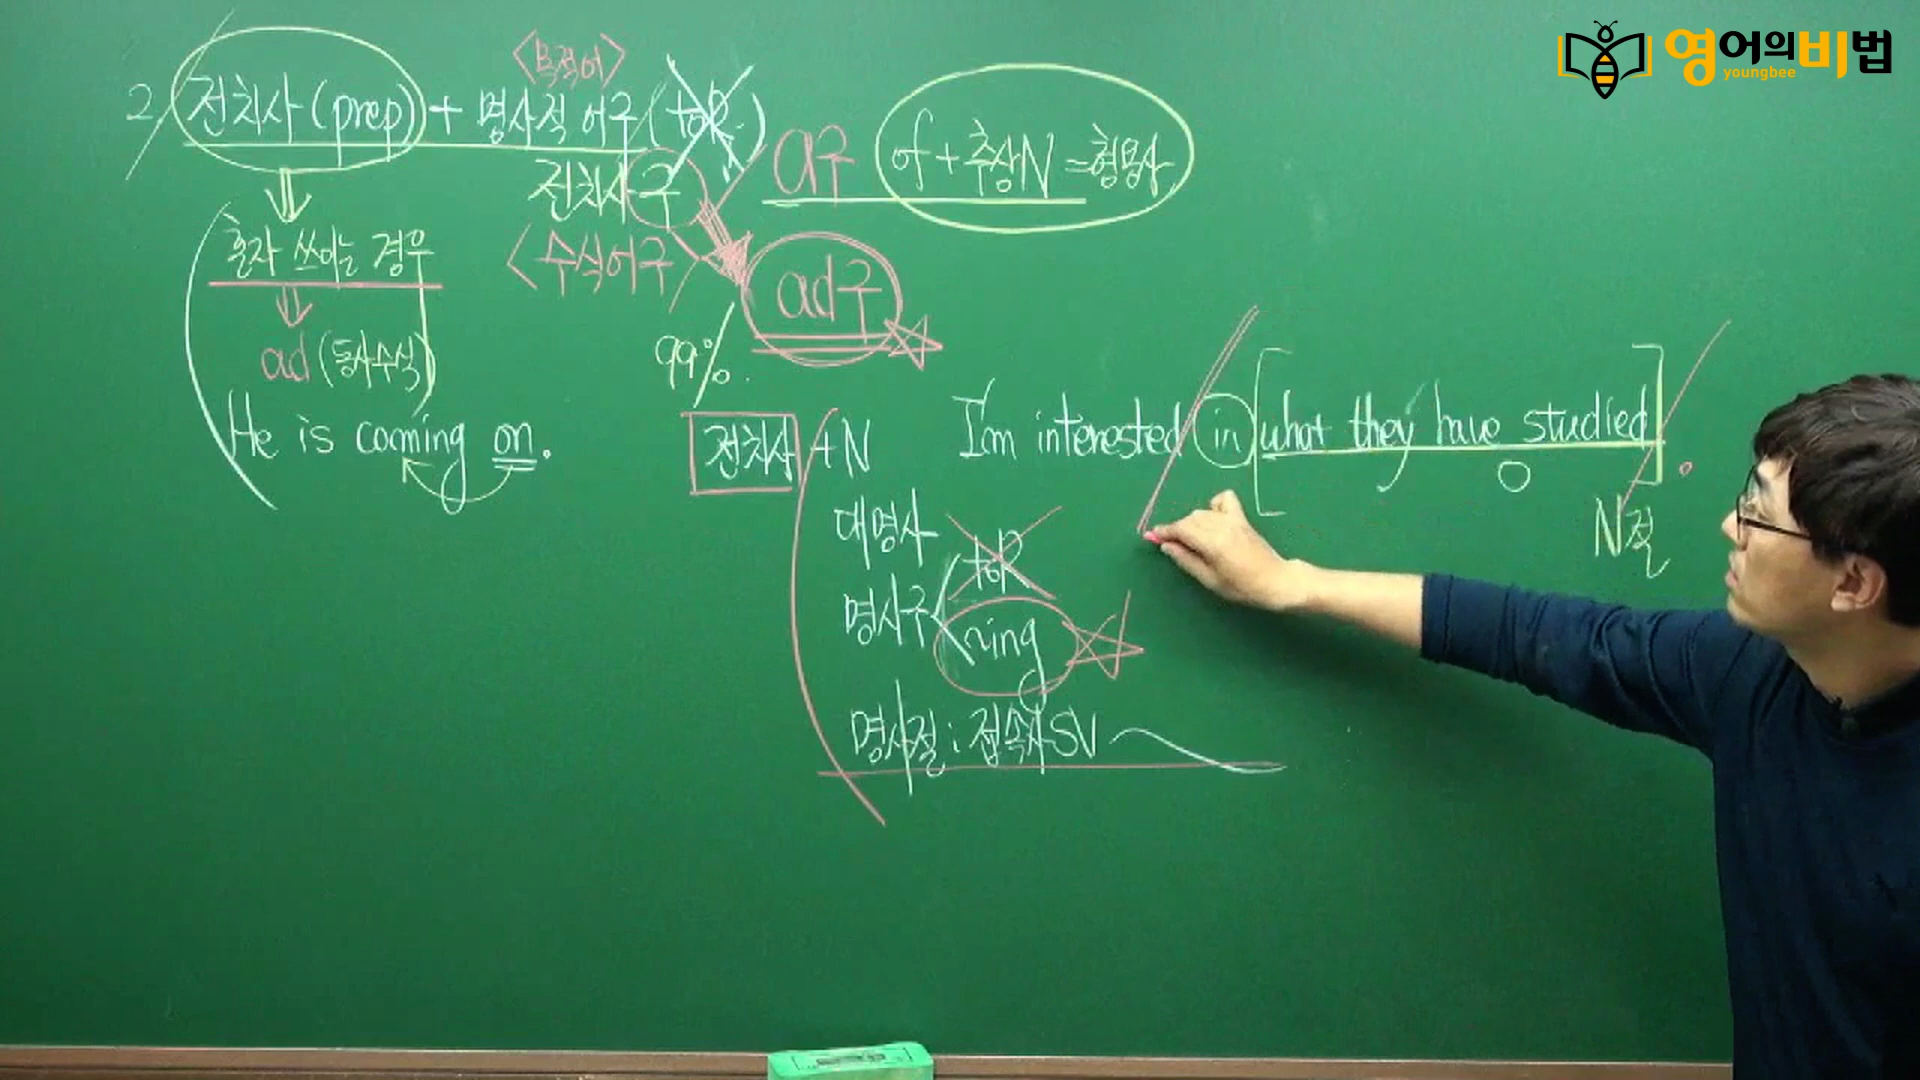 영어의비법
youngbee
<목적어>
2/ 전치사(prep) + 명사적 어구 (to R)
전치사구
a구
of + 추상N = 형용사
<수식어구>
ad구
혼자 쓰이는 경우
ad (동사수식)
He is coming on.
99%.
전치사 + N
대명사
명사구 < to R
~ing
명사절 : 접속사 SV ~
I'm interested in [what they have studied].
O
N절